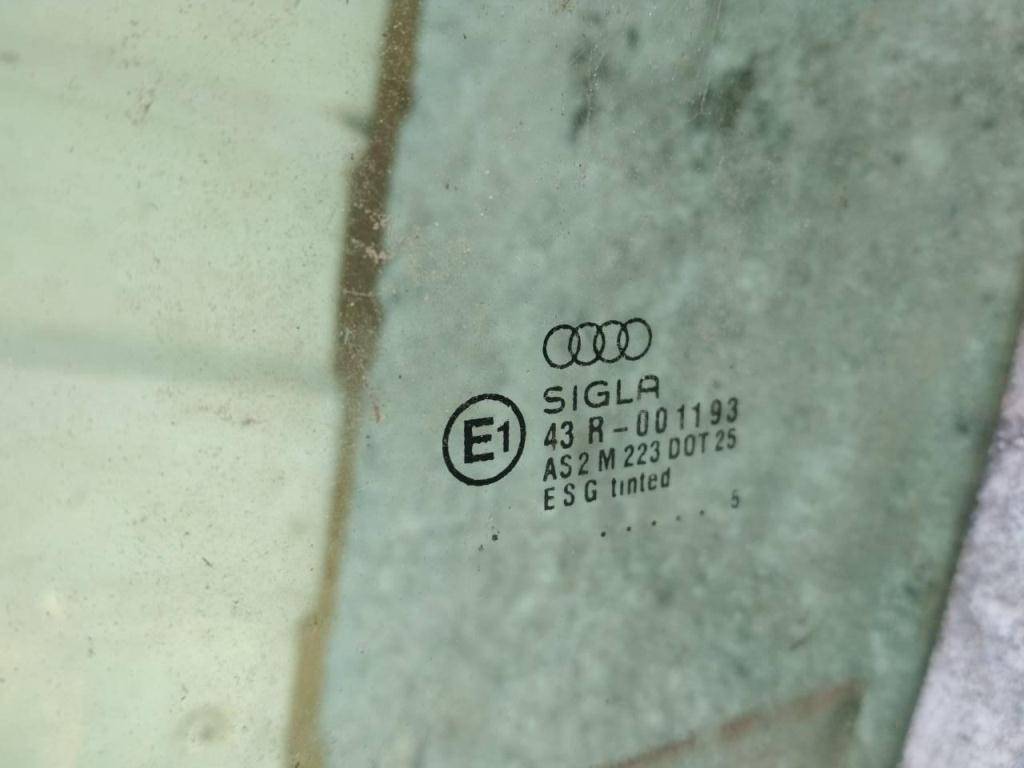 SIGLA
E1
43 R-001193
AS2 M 223 DOT 25
ESG tinted
. . . . . . 5